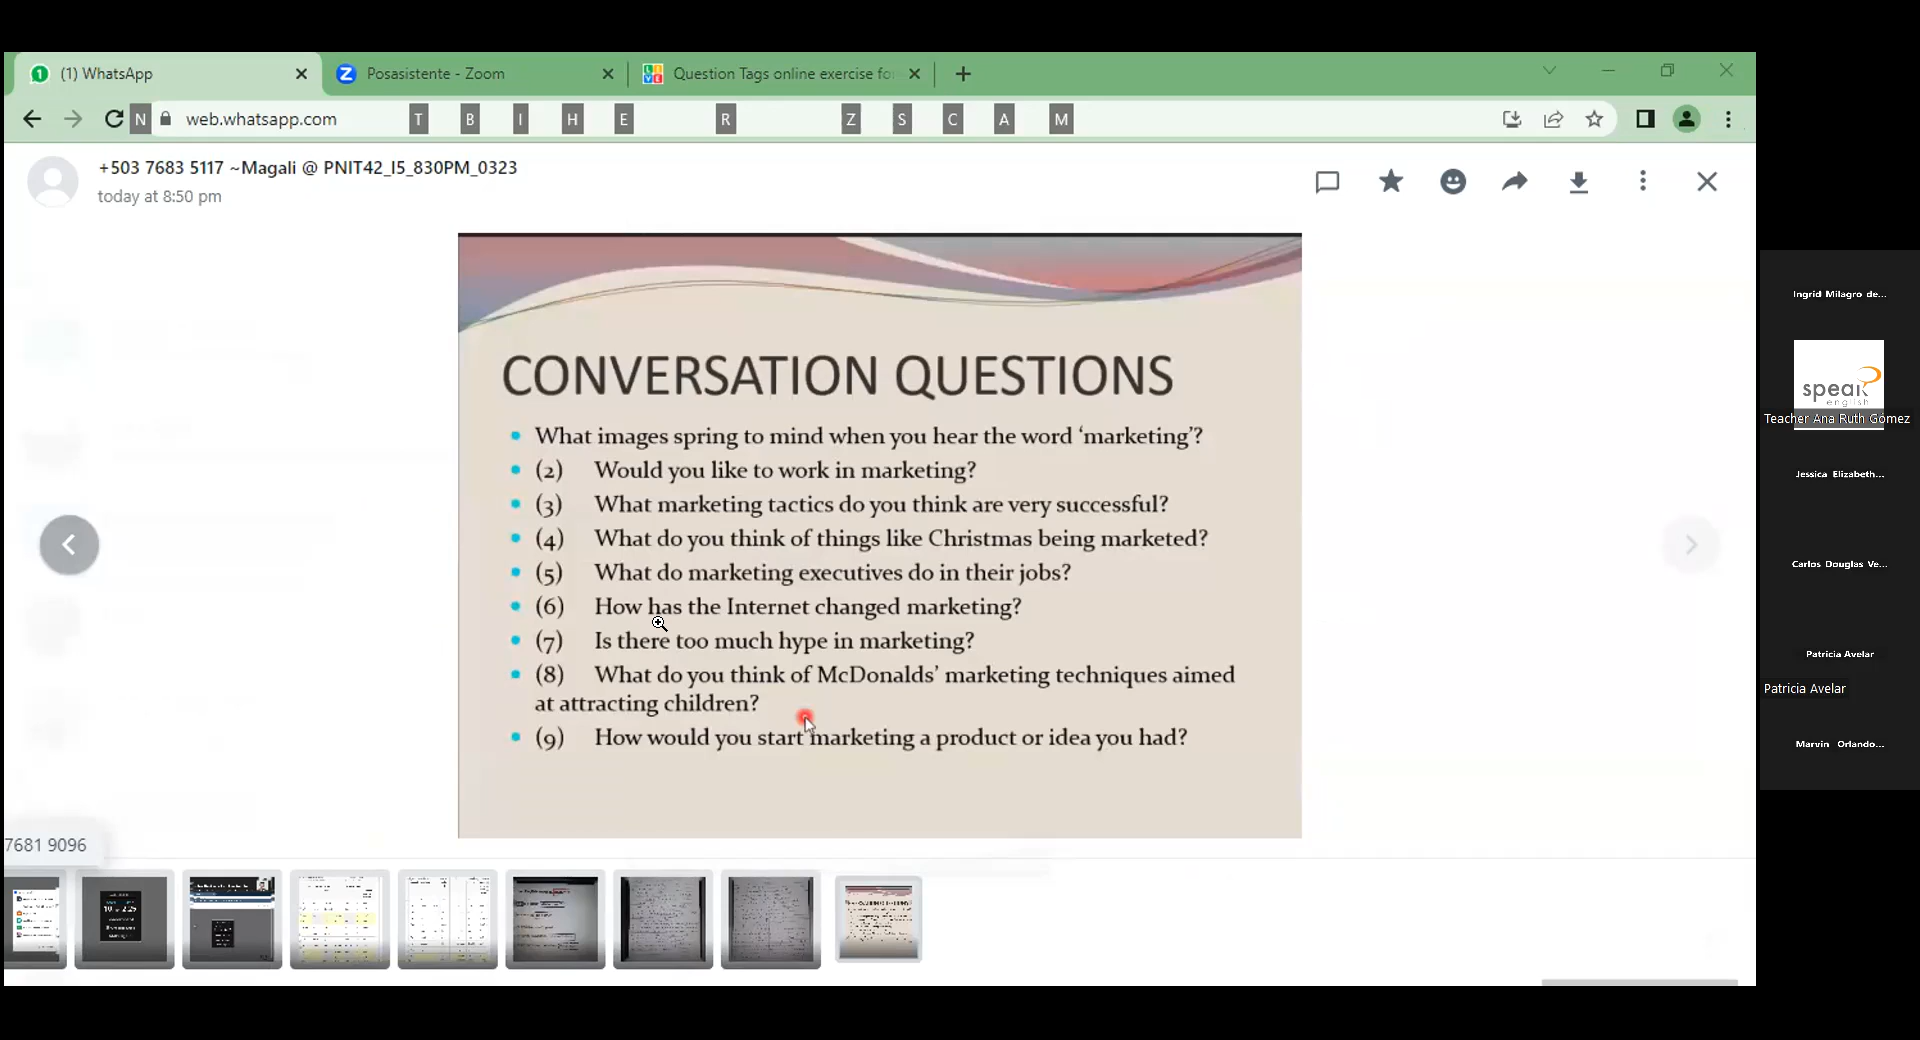 (1) WhatsApp
Posasistente - Zoom
Question Tags online exercise fo
N web.whatsapp.com T B I H E R Z S C A M
+503 7683 5117 ~Magali @ PNIT42_I5_830PM_0323
today at 8:50 pm
CONVERSATION QUESTIONS
What images spring to mind when you hear the word ‘marketing’?
(2) Would you like to work in marketing?
(3) What marketing tactics do you think are very successful?
(4) What do you think of things like Christmas being marketed?
(5) What do marketing executives do in their jobs?
(6) How has the Internet changed marketing?
(7) Is there too much hype in marketing?
(8) What do you think of McDonalds’ marketing techniques aimed
at attracting children?
(9) How would you start marketing a product or idea you had?
7681 9096
Ingrid Milagro de...
speak
english
Teacher Ana Ruth Gómez
Jessica Elizabeth...
Carlos Douglas Ve...
Patricia Avelar
Patricia Avelar
Marvin Orlando...